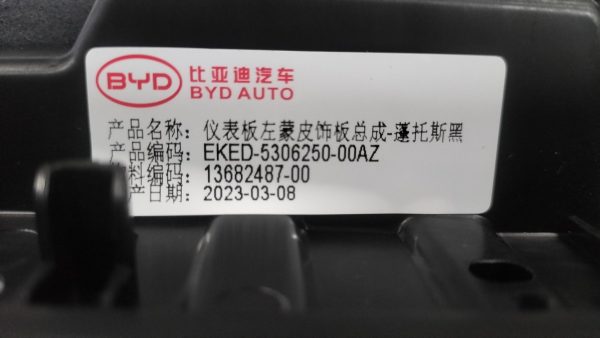 BYD
比亚迪汽车
BYD AUTO
产品名称：仪表板左蒙皮饰板总成-蓬托斯黑
产品编码：EKED-5306250-00AZ
料编码：13682487-00
产日期：2023-03-08